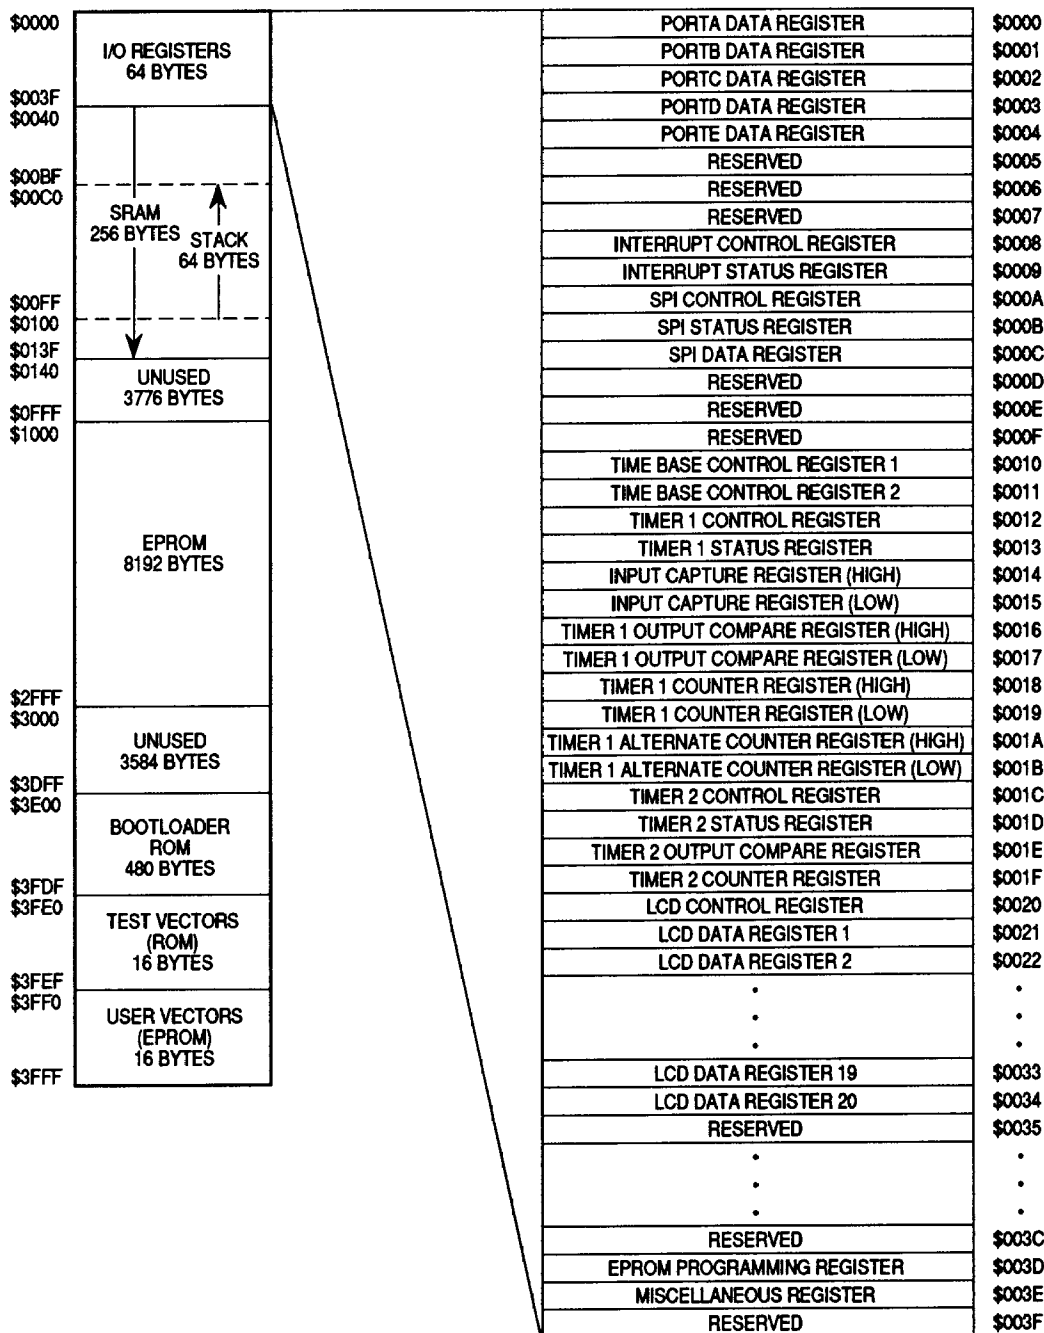 $0000
I/O REGISTERS
64 BYTES
$003F
$0040
$00BF
$00C0
SRAM
256 BYTES
STACK
64 BYTES
$00FF
$0100
$013F
$0140
UNUSED
3776 BYTES
$0FFF
$1000
EPROM
8192 BYTES
$2FFF
$3000
UNUSED
3584 BYTES
$3DFF
$3E00
BOOTLOADER
ROM
480 BYTES
$3FDF
$3FE0
TEST VECTORS
(ROM)
16 BYTES
$3FEF
$3FF0
USER VECTORS
(EPROM)
16 BYTES
$3FFF
PORTA DATA REGISTER $0000
PORTB DATA REGISTER $0001
PORTC DATA REGISTER $0002
PORTD DATA REGISTER $0003
PORTE DATA REGISTER $0004
RESERVED $0005
RESERVED $0006
RESERVED $0007
INTERRUPT CONTROL REGISTER $0008
INTERRUPT STATUS REGISTER $0009
SPI CONTROL REGISTER $000A
SPI STATUS REGISTER $000B
SPI DATA REGISTER $000C
RESERVED $000D
RESERVED $000E
RESERVED $000F
TIME BASE CONTROL REGISTER 1 $0010
TIME BASE CONTROL REGISTER 2 $0011
TIMER 1 CONTROL REGISTER $0012
TIMER 1 STATUS REGISTER $0013
INPUT CAPTURE REGISTER (HIGH) $0014
INPUT CAPTURE REGISTER (LOW) $0015
TIMER 1 OUTPUT COMPARE REGISTER (HIGH) $0016
TIMER 1 OUTPUT COMPARE REGISTER (LOW) $0017
TIMER 1 COUNTER REGISTER (HIGH) $0018
TIMER 1 COUNTER REGISTER (LOW) $0019
TIMER 1 ALTERNATE COUNTER REGISTER (HIGH) $001A
TIMER 1 ALTERNATE COUNTER REGISTER (LOW) $001B
TIMER 2 CONTROL REGISTER $001C
TIMER 2 STATUS REGISTER $001D
TIMER 2 OUTPUT COMPARE REGISTER $001E
TIMER 2 COUNTER REGISTER $001F
LCD CONTROL REGISTER $0020
LCD DATA REGISTER 1 $0021
LCD DATA REGISTER 2 $0022
• •
• •
• •
LCD DATA REGISTER 19 $0033
LCD DATA REGISTER 20 $0034
RESERVED $0035
• •
• •
• •
RESERVED $003C
EPROM PROGRAMMING REGISTER $003D
MISCELLANEOUS REGISTER $003E
RESERVED $003F